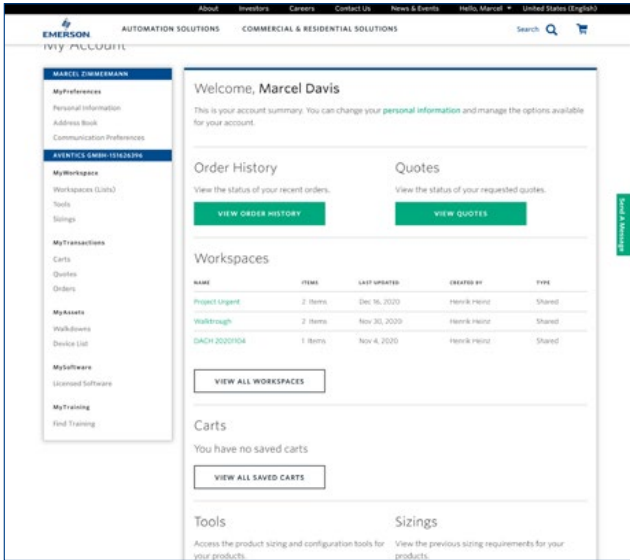 About Investors Careers Contact Us News & Events Hello, Marcel United States (English)
EMERSON
AUTOMATION SOLUTIONS COMMERCIAL & RESIDENTIAL SOLUTIONS Search
My Account
MARCEL ZIMMERMANN
MyPreferences
Personal Information
Address Book
Communication Preferences
AVENTICS GMBH-151626396
MyWorkspace
Workspaces (Lists)
Tools
Sizings
MyTransactions
Carts
Quotes
Orders
MyAssets
Walkdowns
Device List
MySoftware
Licensed Software
MyTraining
Find Training
Welcome, Marcel Davis
This is your account summary. You can change your personal information and manage the options available
for your account.
Order History
View the status of your recent orders.
VIEW ORDER HISTORY
Quotes
View the status of your requested quotes.
VIEW QUOTES
Workspaces
NAME ITEMS LAST UPDATED CREATED BY TYPE
Project Urgent 2 Items Dec 16, 2020 Henrik Heinz Shared
Walktrough 2 Items Nov 30, 2020 Henrik Heinz Shared
DACH 20201104 1 Items Nov 4, 2020 Henrik Heinz Shared
VIEW ALL WORKSPACES
Carts
You have no saved carts
VIEW ALL SAVED CARTS
Tools
Access the product sizing and configuration tools for
your products.
Sizings
View the previous sizing requirements for your
products.
Send A Message